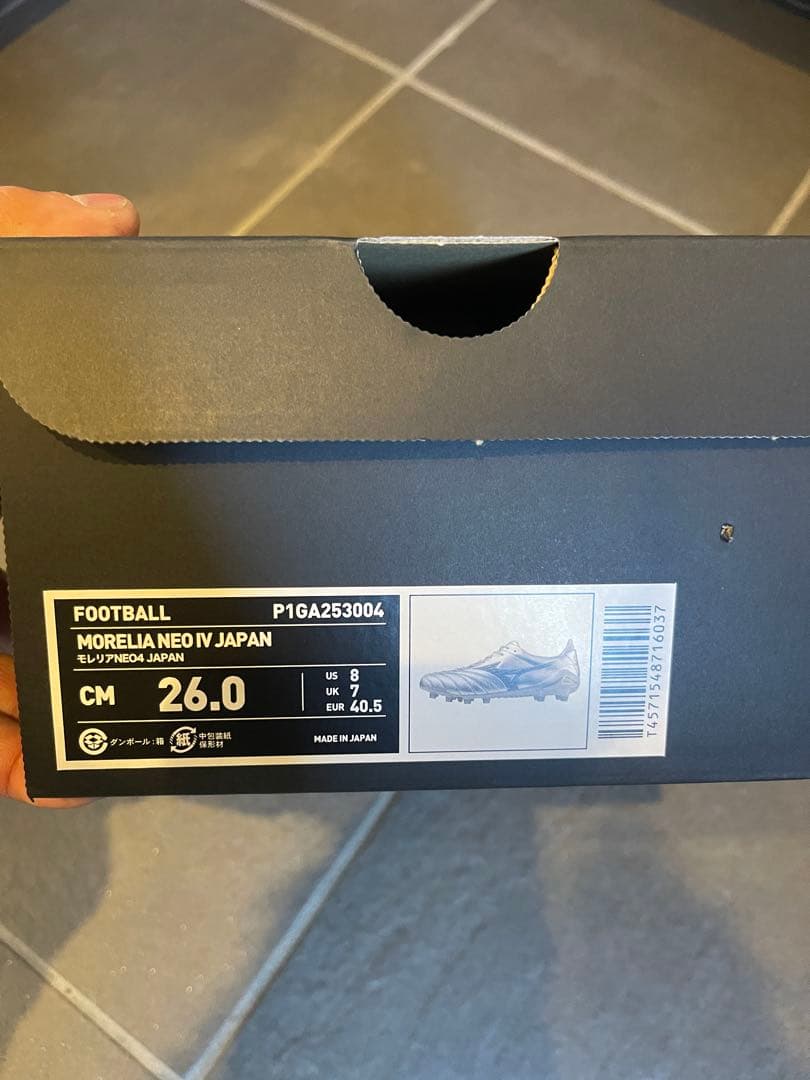 FOOTBALL P1GA253004
MORELIA NEO IV JAPAN
モレリアNEO4 JAPAN
CM 26.0
US 8
UK 7
EUR 40.5
ダンボール:箱
紙 中包装紙
保形材
MADE IN JAPAN
T4571548716037